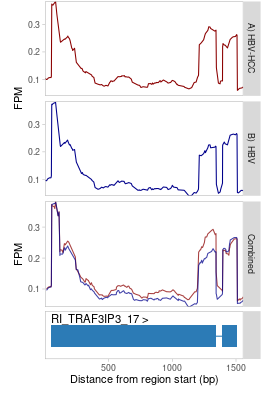 0.3
0.2
0.1
FPM
A) HBV-HCC
0.3
0.2
0.1
B) HBV
0.3
0.2
0.1
FPM
Combined
RI_TRAF3IP3_17 >
500
1000
1500
Distance from region start (bp)